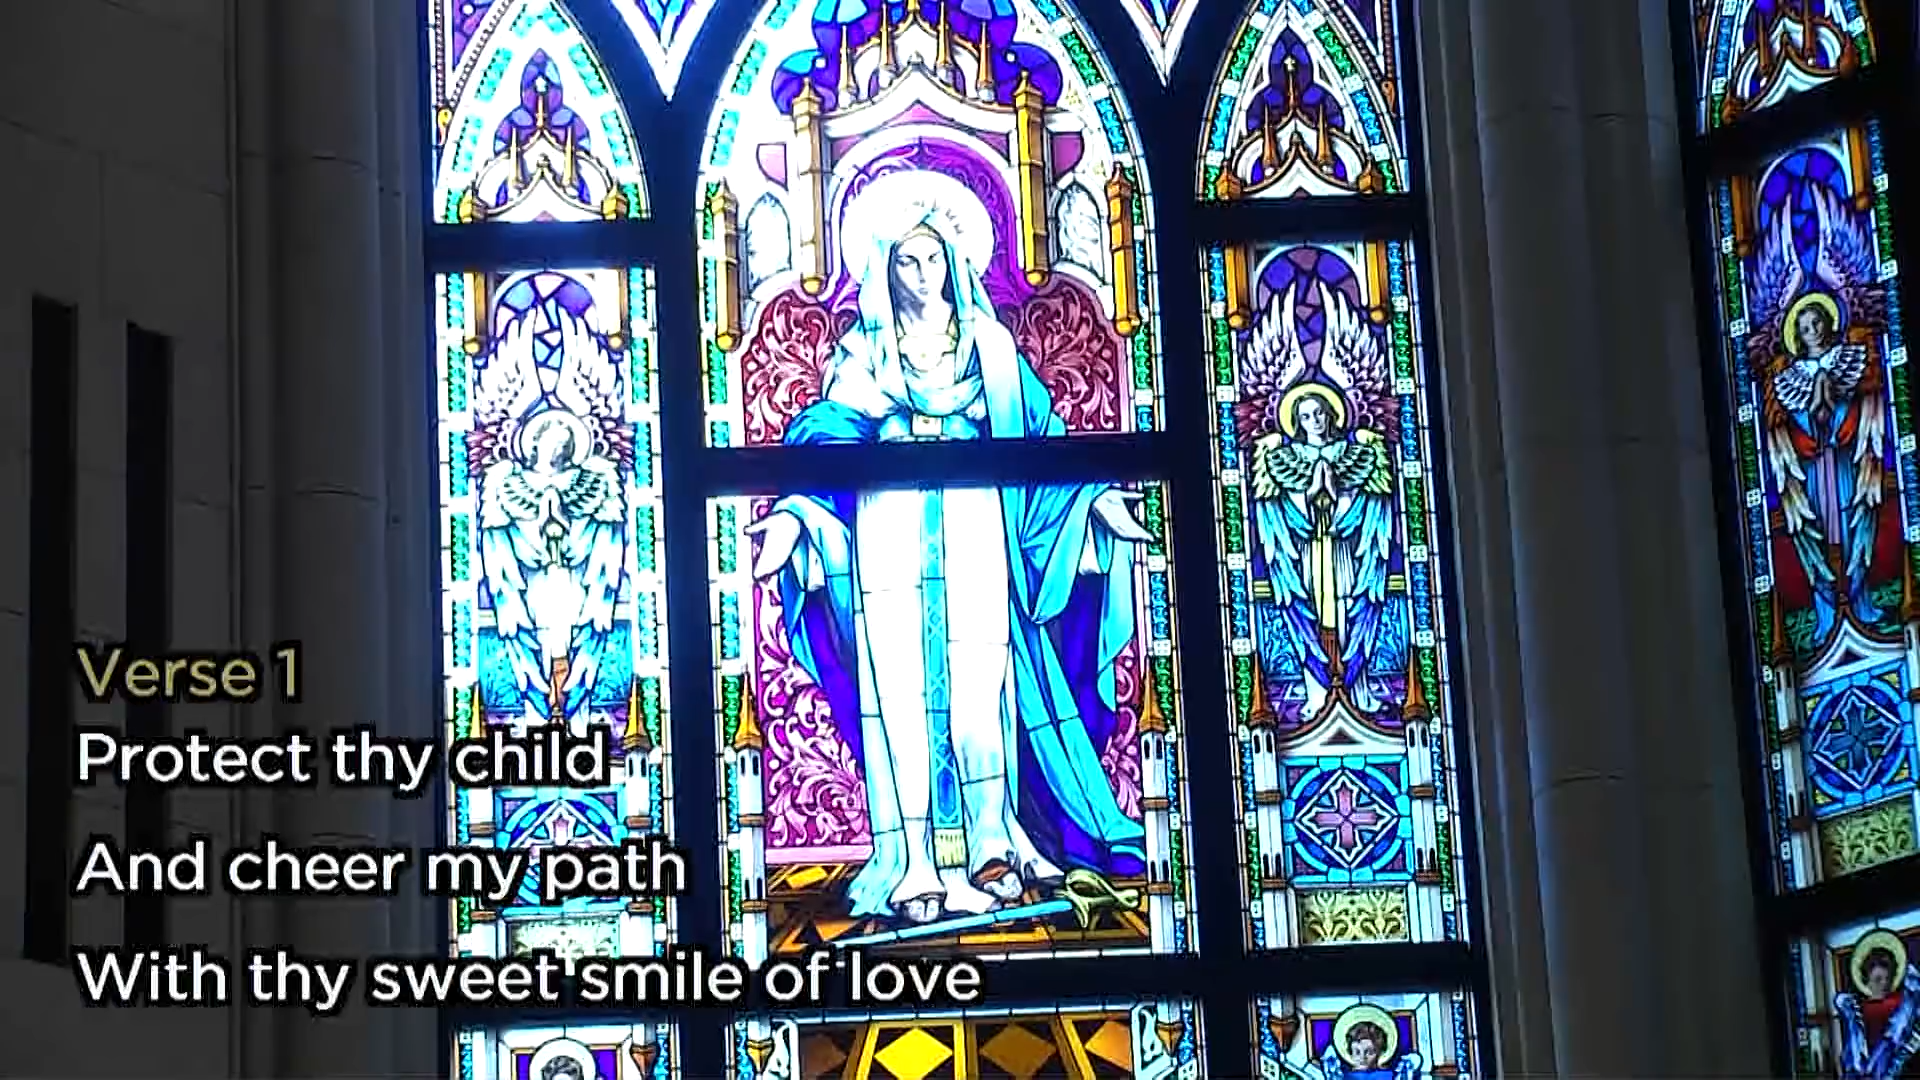 Verse 1
Protect thy child
And cheer my path
With thy sweet smile of love